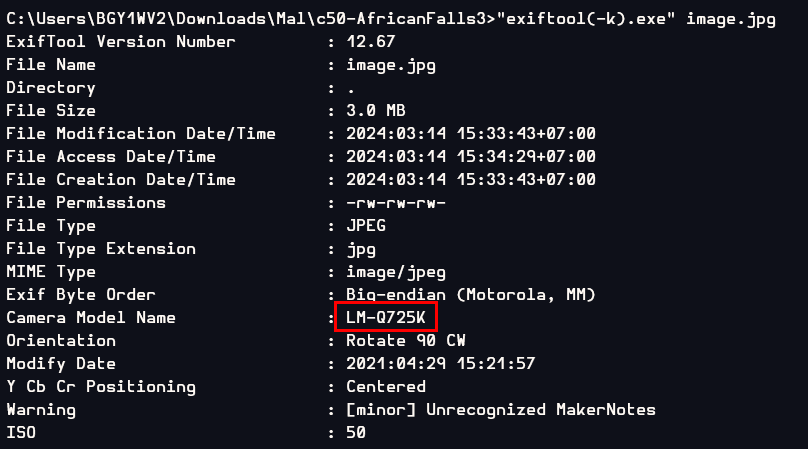 C:\Users\BGY1WV2\Downloads\Mal\c50-AfricanFalls3>"exiftool(-k).exe" image.jpg
ExifTool Version Number : 12.67
File Name : image.jpg
Directory : .
File Size : 3.0 MB
File Modification Date/Time : 2024:03:14 15:33:43+07:00
File Access Date/Time : 2024:03:14 15:34:29+07:00
File Creation Date/Time : 2024:03:14 15:33:43+07:00
File Permissions : -rw-rw-rw-
File Type : JPEG
File Type Extension : jpg
MIME Type : image/jpeg
Exif Byte Order : Big-endian (Motorola, MM)
Camera Model Name : LM-Q725K
Orientation : Rotate 90 CW
Modify Date : 2021:04:29 15:21:57
Y Cb Cr Positioning : Centered
Warning : [minor] Unrecognized MakerNotes
ISO : 50